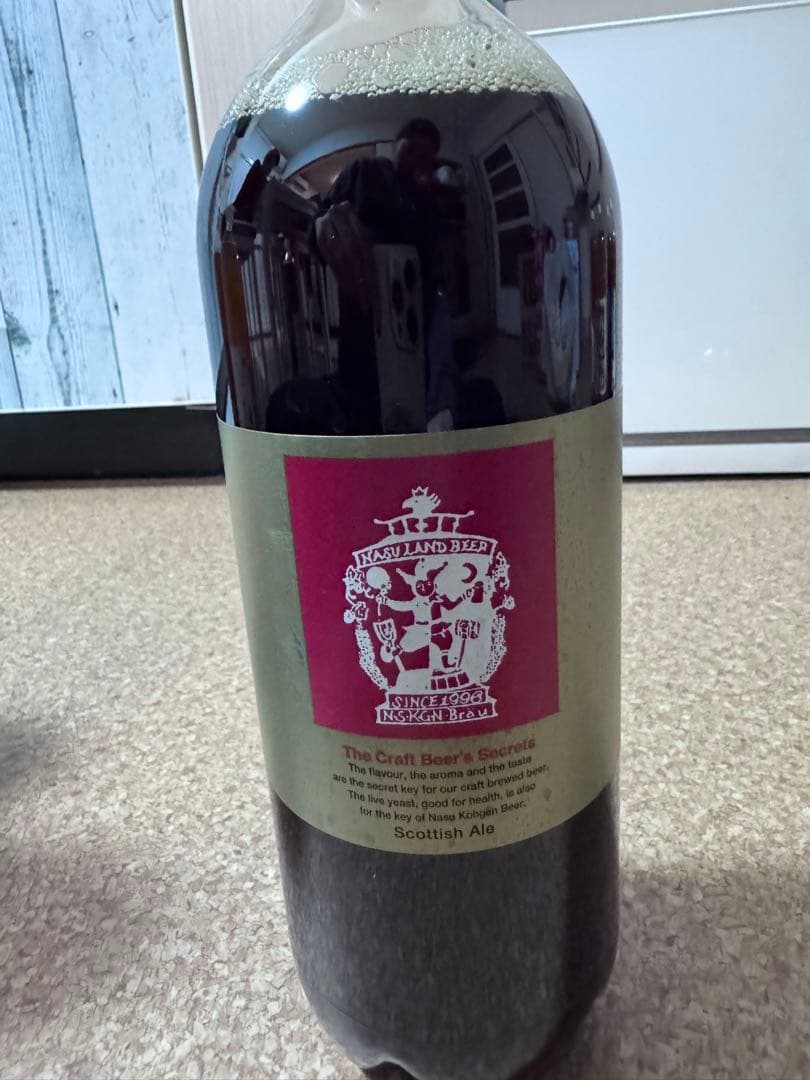 NASU LAND BEER
SINCE 1996
N.S.KGN.Bräu
The Craft Beer's Secrets
The flavour, the aroma and the taste
are the secret key for our craft brewed beer.
The live yeast, good for health, is also
for the key of Nasu Kohgen Beer.
Scottish Ale